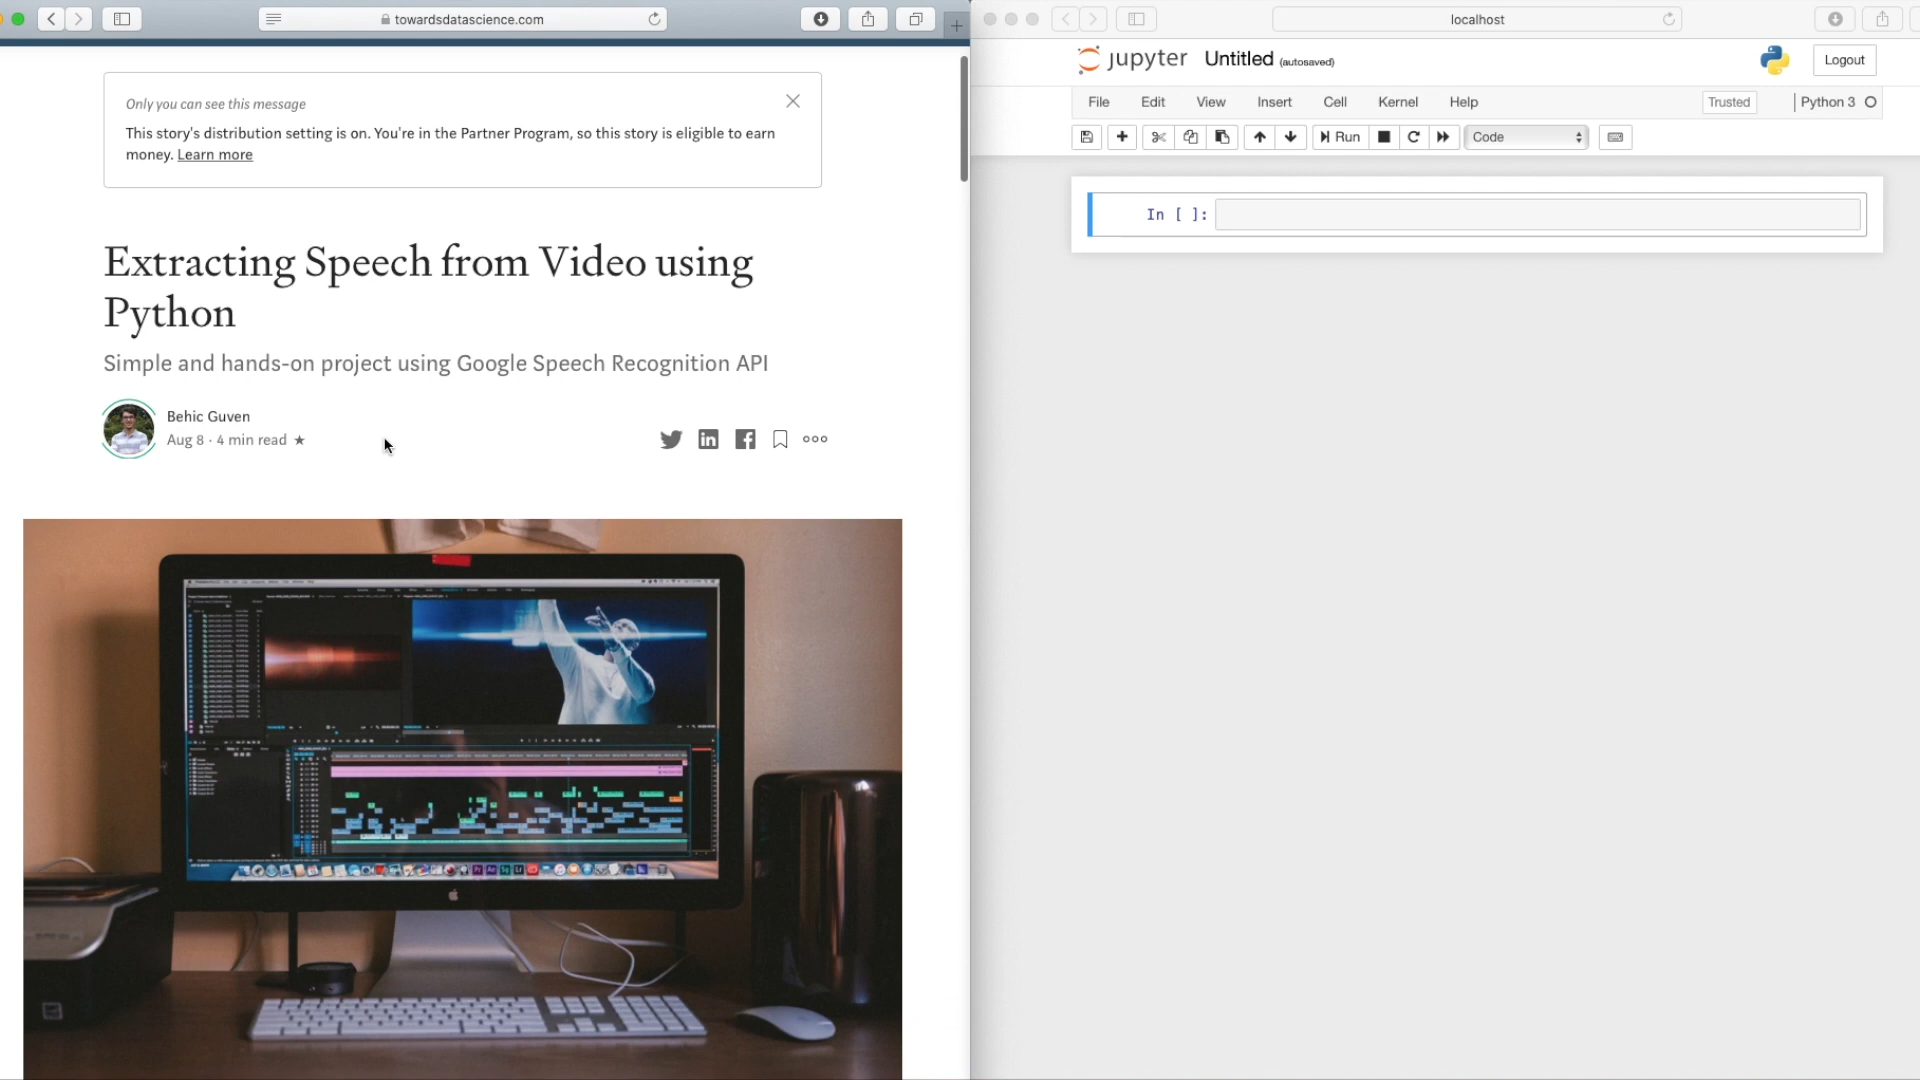 towardsdatascience.com
Only you can see this message
This story's distribution setting is on. You're in the Partner Program, so this story is eligible to earn
money. Learn more
Extracting Speech from Video using
Python
Simple and hands-on project using Google Speech Recognition API
Behic Guven
Aug 8 · 4 min read ★
localhost
jupyter Untitled (autosaved)
Logout
File Edit View Insert Cell Kernel Help
Trusted
Python 3
Run
Code
In [ ]: